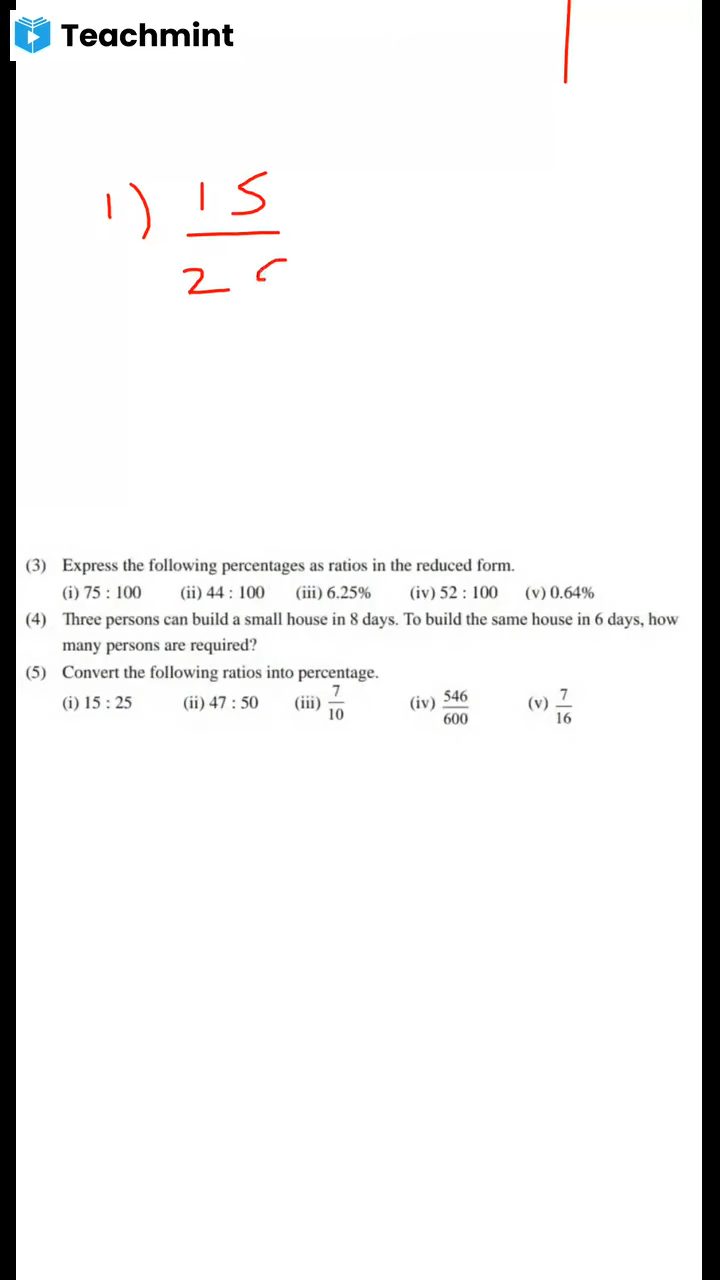 Teachmint
1) 15
2
(3) Express the following percentages as ratios in the reduced form.
(i) 75 : 100 (ii) 44 : 100 (iii) 6.25% (iv) 52 : 100 (v) 0.64%
(4) Three persons can build a small house in 8 days. To build the same house in 6 days, how
many persons are required?
(5) Convert the following ratios into percentage.
(i) 15 : 25 (ii) 47 : 50 (iii) 7/10 (iv) 546/600 (v) 7/16